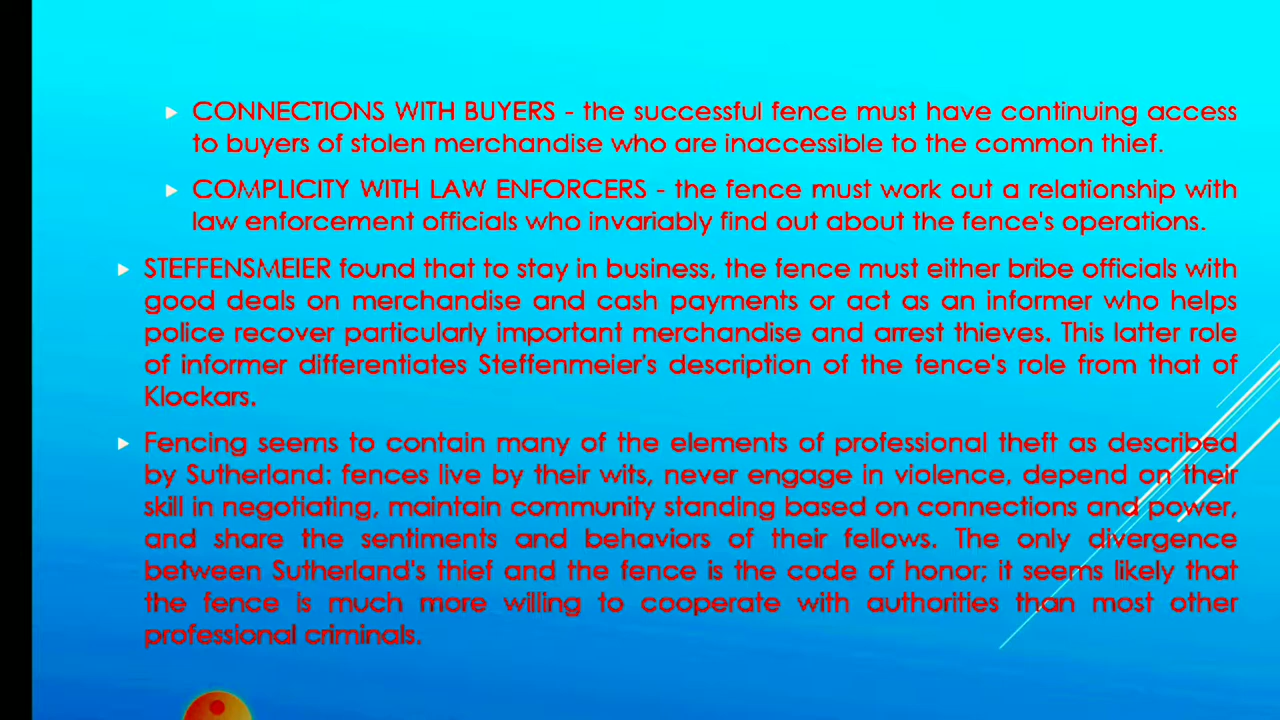 CONNECTIONS WITH BUYERS - the successful fence must have continuing access
to buyers of stolen merchandise who are inaccessible to the common thief.
COMPLICITY WITH LAW ENFORCERS - the fence must work out a relationship with
law enforcement officials who invariably find out about the fence's operations.
STEFFENSMEIER found that to stay in business, the fence must either bribe officials with
good deals on merchandise and cash payments or act as an informer who helps
police recover particularly important merchandise and arrest thieves. This latter role
of informer differentiates Steffenmeier's description of the fence's role from that of
Klockars.
Fencing seems to contain many of the elements of professional theft as described
by Sutherland: fences live by their wits, never engage in violence, depend on their
skill in negotiating, maintain community standing based on connections and power,
and share the sentiments and behaviors of their fellows. The only divergence
between Sutherland's thief and the fence is the code of honor; it seems likely that
the fence is much more willing to cooperate with authorities than most other
professional criminals.